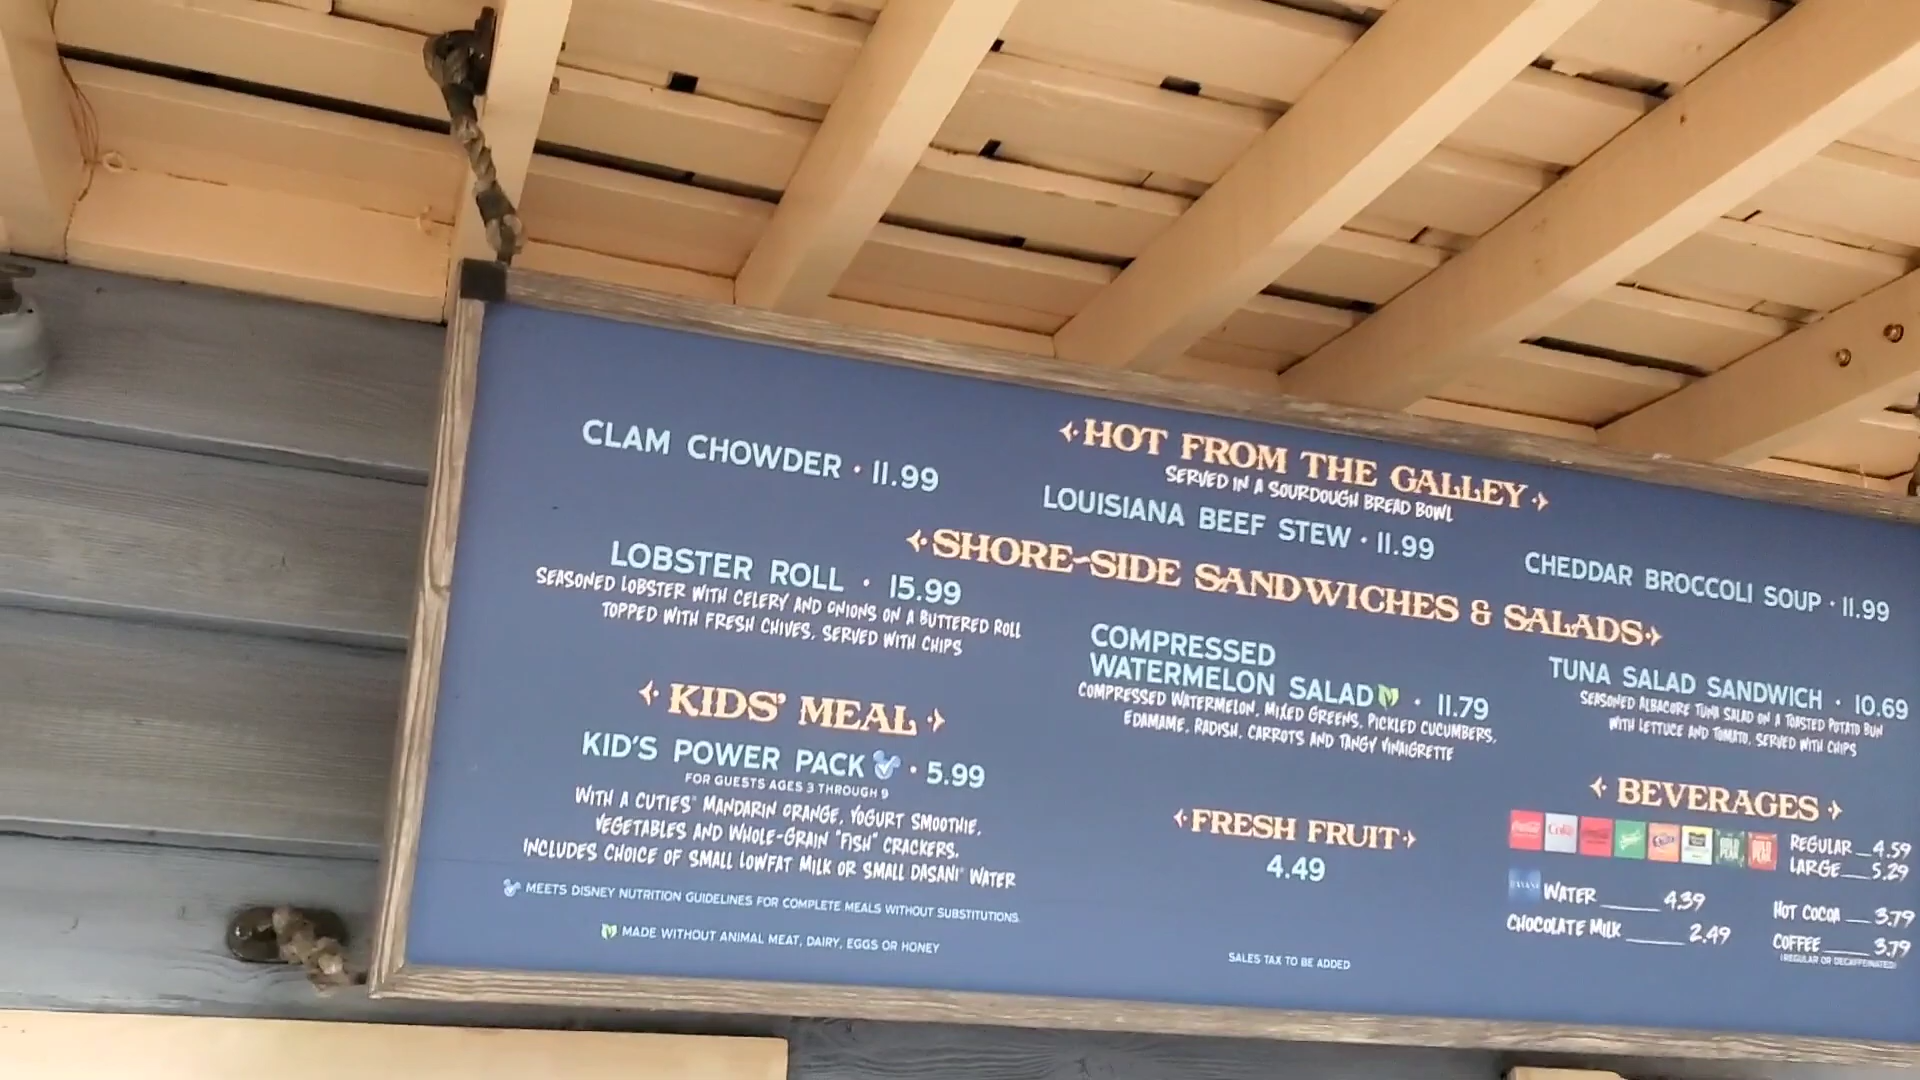 HOT FROM THE GALLEY
SERVED IN A SOURDOUGH BREAD BOWL
CLAM CHOWDER · 11.99
LOUISIANA BEEF STEW · 11.99
CHEDDAR BROCCOLI SOUP · 11.99
SHORE-SIDE SANDWICHES & SALADS
LOBSTER ROLL · 15.99
SEASONED LOBSTER WITH CELERY AND ONIONS ON A BUTTERED ROLL
TOPPED WITH FRESH CHIVES, SERVED WITH CHIPS
COMPRESSED
WATERMELON SALAD · 11.79
COMPRESSED WATERMELON, MIXED GREENS, PICKLED CUCUMBERS,
EDAMAME, RADISH, CARROTS AND TANGY VINAIGRETTE
TUNA SALAD SANDWICH · 10.69
SEASONED ALBACORE TUNA SALAD ON A TOASTED POTATO BUN
WITH LETTUCE AND TOMATO, SERVED WITH CHIPS
KIDS' MEAL
KID'S POWER PACK · 5.99
FOR GUESTS AGES 3 THROUGH 9
WITH A CUTIES® MANDARIN ORANGE, YOGURT SMOOTHIE,
VEGETABLES AND WHOLE-GRAIN "FISH" CRACKERS.
INCLUDES CHOICE OF SMALL LOWFAT MILK OR SMALL DASANI® WATER
MEETS DISNEY NUTRITION GUIDELINES FOR COMPLETE MEALS WITHOUT SUBSTITUTIONS
MADE WITHOUT ANIMAL MEAT, DAIRY, EGGS OR HONEY
FRESH FRUIT
4.49
SALES TAX TO BE ADDED
BEVERAGES
Coke
GOLD PEAK
REGULAR 4.59
LARGE 5.29
DASANI
WATER 4.39
CHOCOLATE MILK 2.49
HOT COCOA 3.79
COFFEE 3.79
(REGULAR OR DECAFFEINATED)